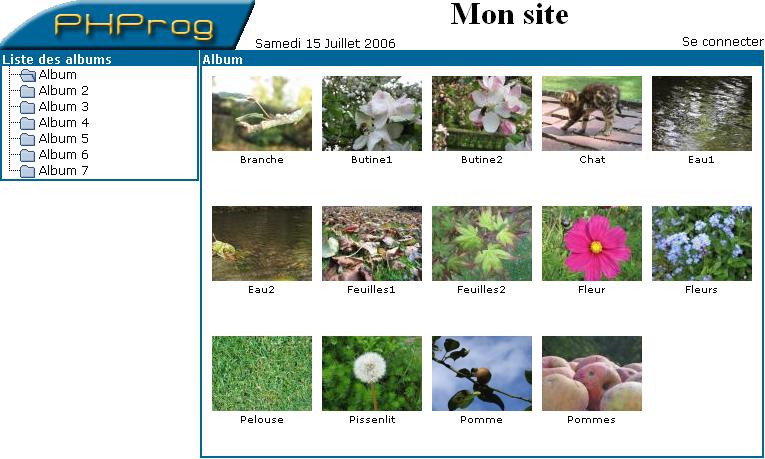 PHProg
Mon site
Samedi 15 Juillet 2006
Se connecter
Liste des albums
Album
Album 2
Album 3
Album 4
Album 5
Album 6
Album 7
Album
Branche
Butine1
Butine2
Chat
Eau1
Eau2
Feuilles1
Feuilles2
Fleur
Fleurs
Pelouse
Pissenlit
Pomme
Pommes